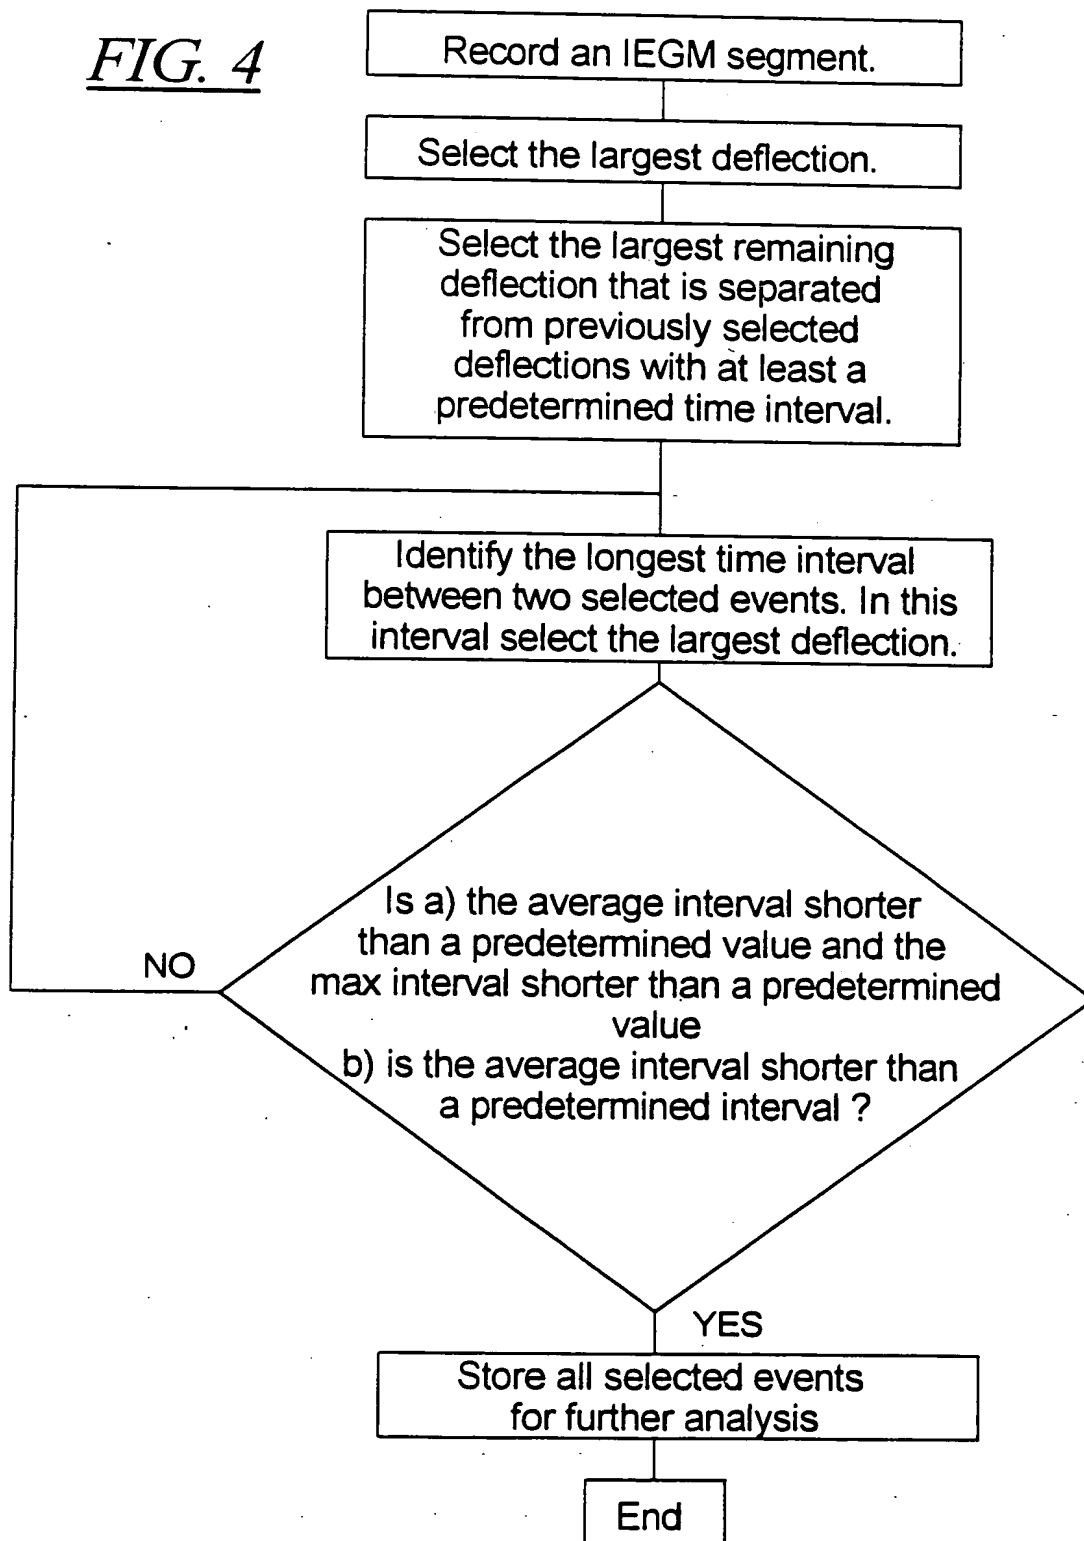 FIG. 4
Record an IEGM segment.
Select the largest deflection.
Select the largest remaining
deflection that is separated
from previously selected
deflections with at least a
predetermined time interval.
Identify the longest time interval
between two selected events. In this
interval select the largest deflection.
Is a) the average interval shorter
than a predetermined value and the
max interval shorter than a predetermined
value
b) is the average interval shorter than
a predetermined interval ?
NO
YES
Store all selected events
for further analysis
End